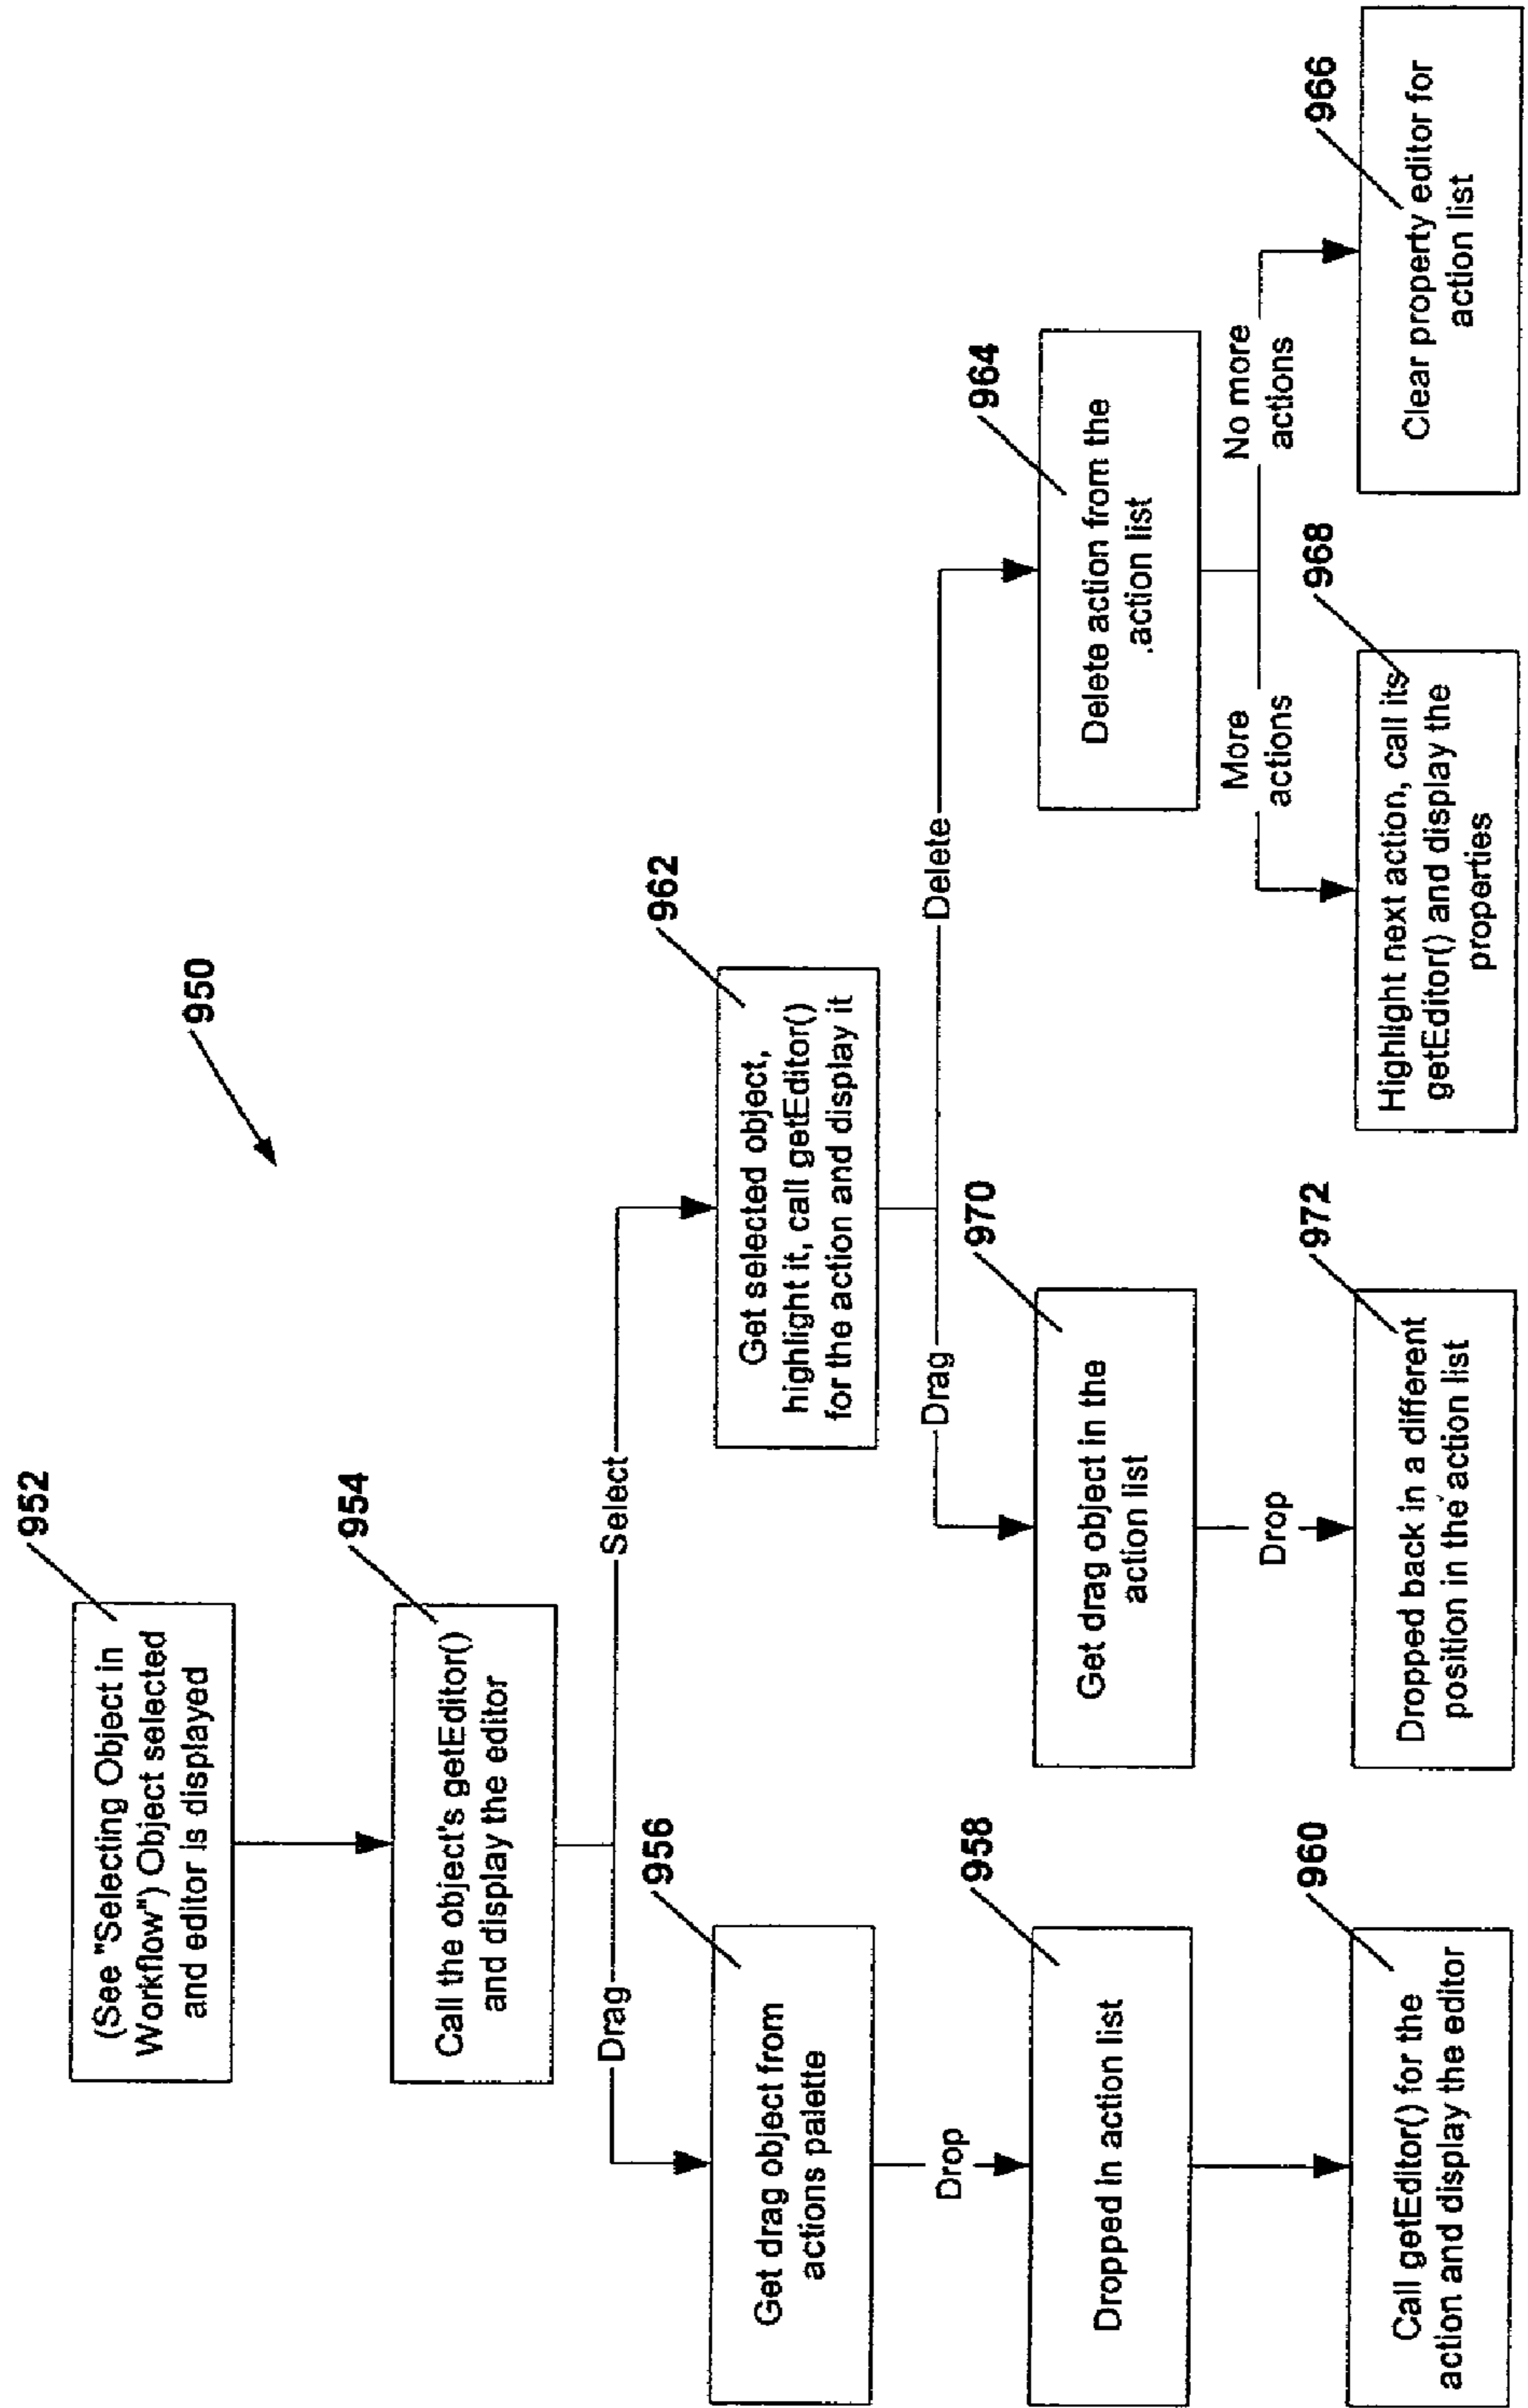 950
952
(See "Selecting Object in
Workflow") Object selected
and editor is displayed
954
Call the object's getEditor()
and display the editor
Drag
Select
956
Get drag object from
actions palette
Drop
958
Dropped in action list
960
Call getEditor() for the
action and display the editor
962
Get selected object,
highlight it, call getEditor()
for the action and display it
Drag
Delete
970
Get drag object in the
action list
Drop
972
Dropped back in a different
position in the action list
964
Delete action from the
.action list
More
actions
No more
actions
968
Highlight next action, call its
getEditor() and display the
properties
966
Clear property editor for
action list